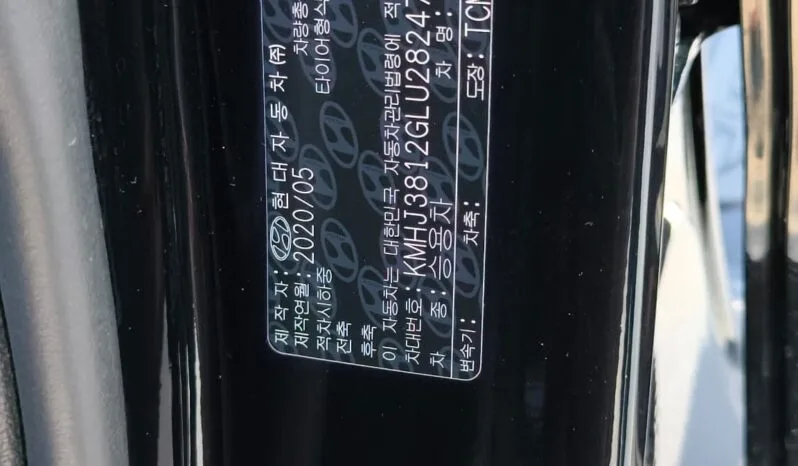 제 작 자: 현 대 자 동 차 (주)
제작연월: 2020/05 차량총
적차시하중 타이어형식
전축
후축
이 자동차는 대한민국 자동차관리법령에 적
차대번호: KMHJ3812GLU28247
차 종: 승용차 차 명:
변속기: 차축: 도장: TCM